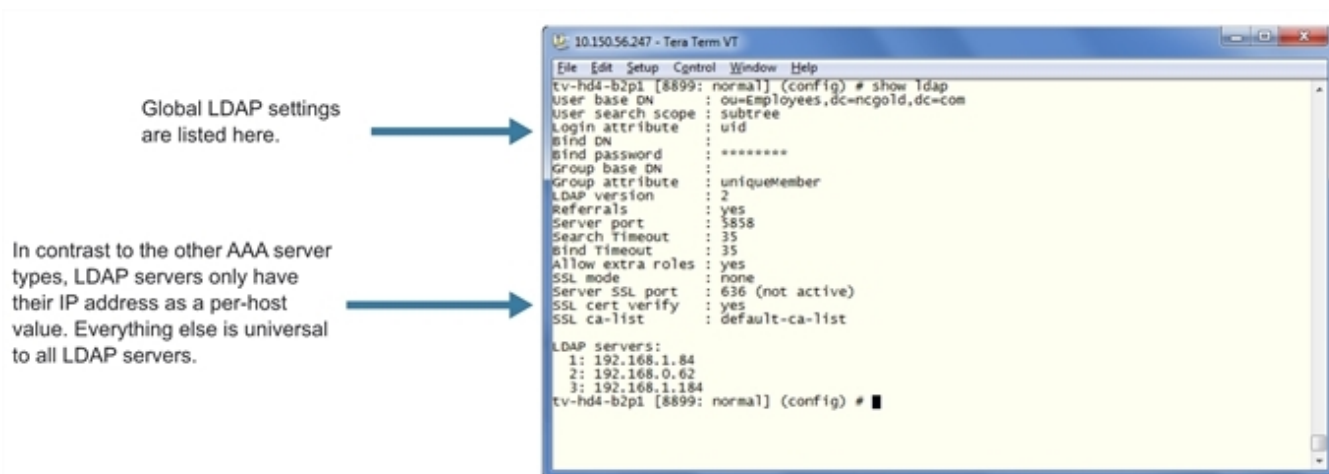 Global LDAP settings
are listed here.
In contrast to the other AAA server
types, LDAP servers only have
their IP address as a per-host
value. Everything else is universal
to all LDAP servers.
10.150.56.247 - Tera Term VT
File Edit Setup Control Window Help
tv-hd4-b2p1 [8899: normal] (config) # show ldap
User base DN : ou=Employees,dc=ncgold,dc=com
User search scope : subtree
Login attribute : uid
Bind DN :
Bind password : ********
Group base DN :
Group attribute : uniqueMember
LDAP version : 2
Referrals : yes
Server port : 5858
Search Timeout : 35
Bind Timeout : 35
Allow extra roles : yes
SSL mode : none
Server SSL port : 636 (not active)
SSL cert verify : yes
SSL ca-list : default-ca-list
LDAP servers:
1: 192.168.1.84
2: 192.168.0.62
3: 192.168.1.184
tv-hd4-b2p1 [8899: normal] (config) #